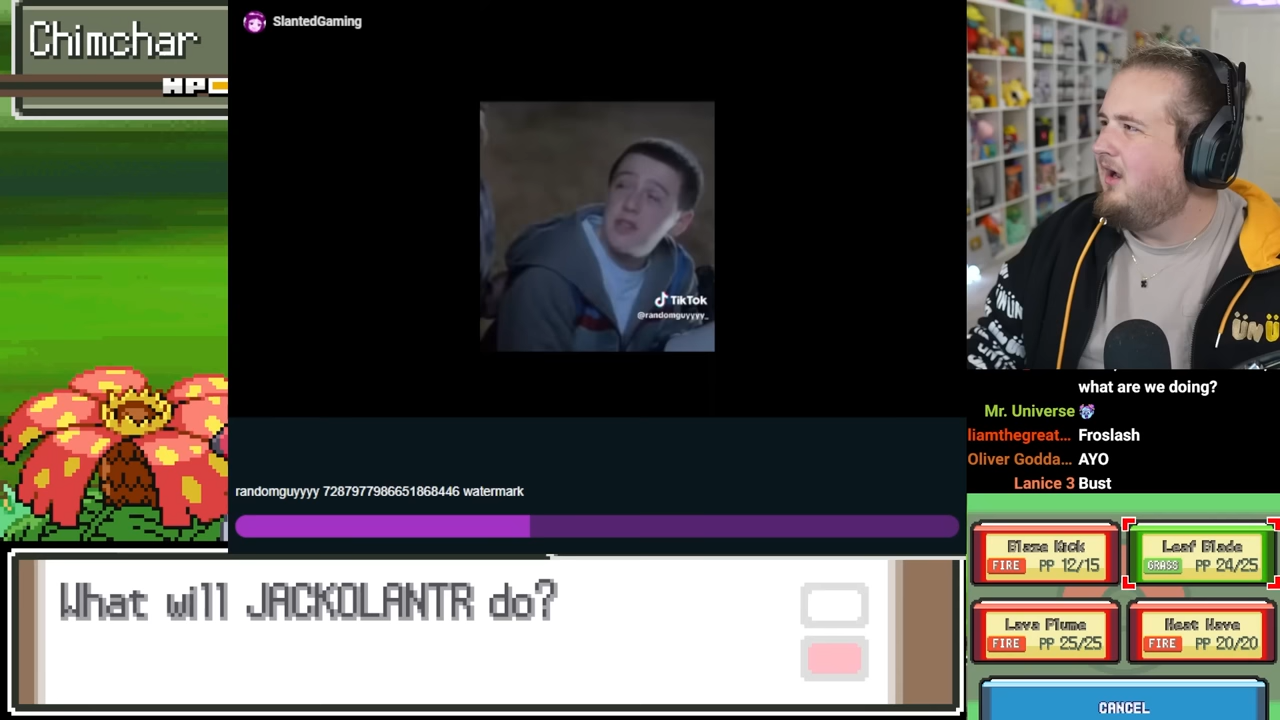 Chimchar
HP
SlantedGaming
TikTok
@randomguyyyy_
randomguyyyy 7287977986651868446 watermark
What will JACKOLANTR do?
ÜNÜ
what are we doing?
Mr. Universe
liamthegreat... Froslash
Oliver Godda... AYO
Lanice 3 Bust
Blaze Kick
FIRE PP 12/15
Leaf Blade
GRASS PP 24/25
Lava Plume
FIRE PP 25/25
Heat Wave
FIRE PP 20/20
CANCEL